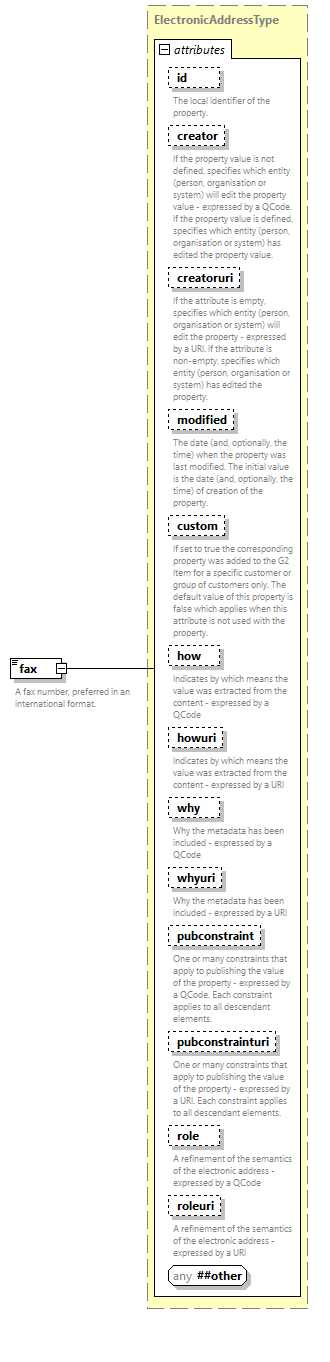 ElectronicAddressType
attributes
id
The local identifier of the
property.
creator
If the property value is not
defined, specifies which entity
(person, organisation or
system) will edit the property
value - expressed by a QCode.
If the property value is defined,
specifies which entity (person,
organisation or system) has
edited the property value.
creatoruri
If the attribute is empty,
specifies which entity (person,
organisation or system) will
edit the property - expressed
by a URI. If the attribute is
non-empty, specifies which
entity (person, organisation or
system) has edited the
property.
modified
The date (and, optionally, the
time) when the property was
last modified. The initial value
is the date (and, optionally, the
time) of creation of the
property.
custom
If set to true the corresponding
property was added to the G2
Item for a specific customer or
group of customers only. The
default value of this property is
false which applies when this
attribute is not used with the
property.
how
Indicates by which means the
value was extracted from the
content - expressed by a
QCode
howuri
Indicates by which means the
value was extracted from the
content - expressed by a URI
why
Why the metadata has been
included - expressed by a
QCode
whyuri
Why the metadata has been
included - expressed by a URI
pubconstraint
One or many constraints that
apply to publishing the value
of the property - expressed by
a QCode. Each constraint
applies to all descendant
elements.
pubconstrainturi
One or many constraints that
apply to publishing the value
of the property - expressed by
a URI. Each constraint applies
to all descendant elements.
role
A refinement of the semantics
of the electronic address -
expressed by a QCode
roleuri
A refinement of the semantics
of the electronic address -
expressed by a URI
any ##other
fax
A fax number, preferred in an
international format.